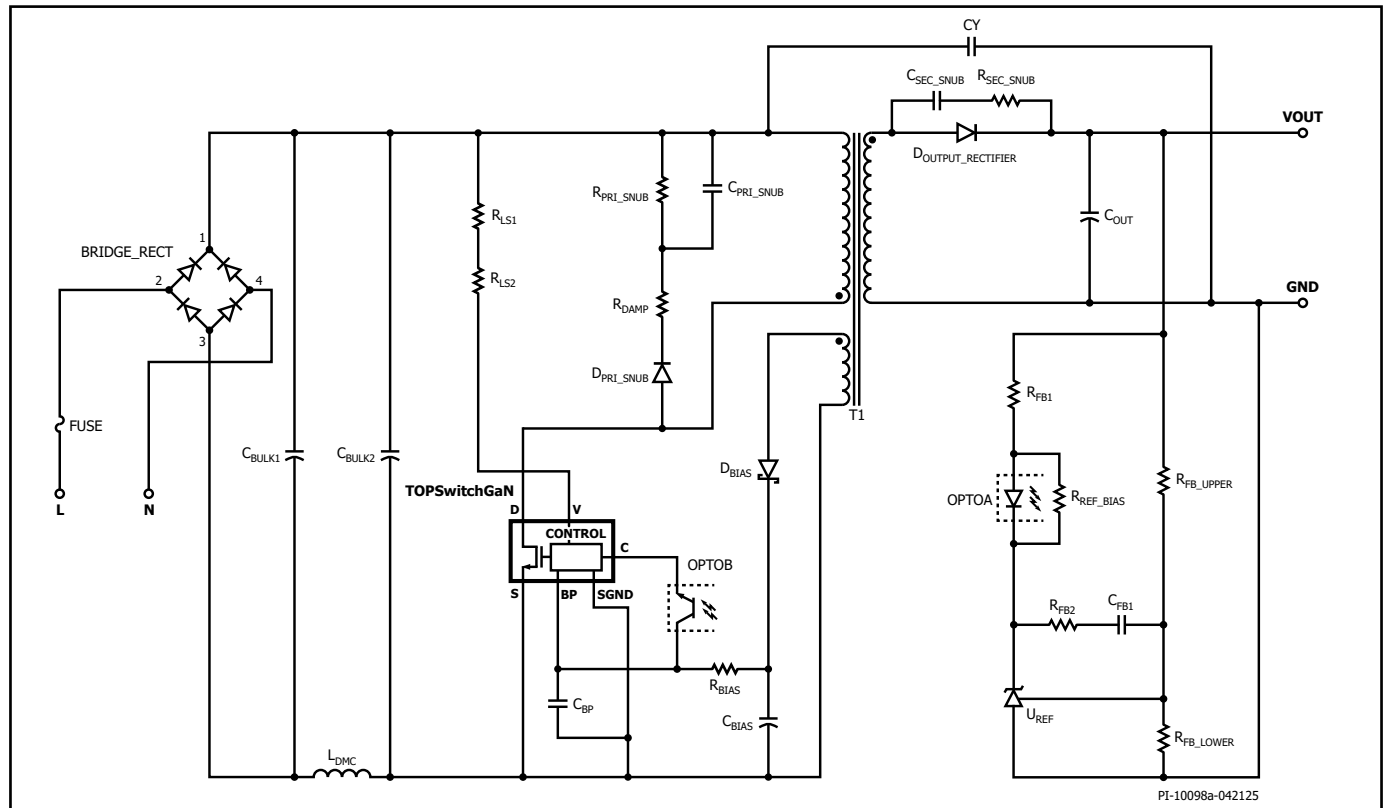 CY
C_SEC_SNUB
R_SEC_SNUB
VOUT
D_OUTPUT_RECTIFIER
R_PRI_SNUB
C_PRI_SNUB
R_LS1
C_OUT
BRIDGE_RECT
1
2
4
3
R_LS2
GND
R_DAMP
D_PRI_SNUB
T1
R_FB1
FUSE
C_BULK1
C_BULK2
D_BIAS
R_FB_UPPER
TOPSwitchGaN
OPTOA
R_REF_BIAS
L
N
D
V
CONTROL
C
OPTOB
S
BP
SGND
R_FB2
C_FB1
R_BIAS
C_BP
C_BIAS
U_REF
R_FB_LOWER
L_DMC
PI-10098a-042125